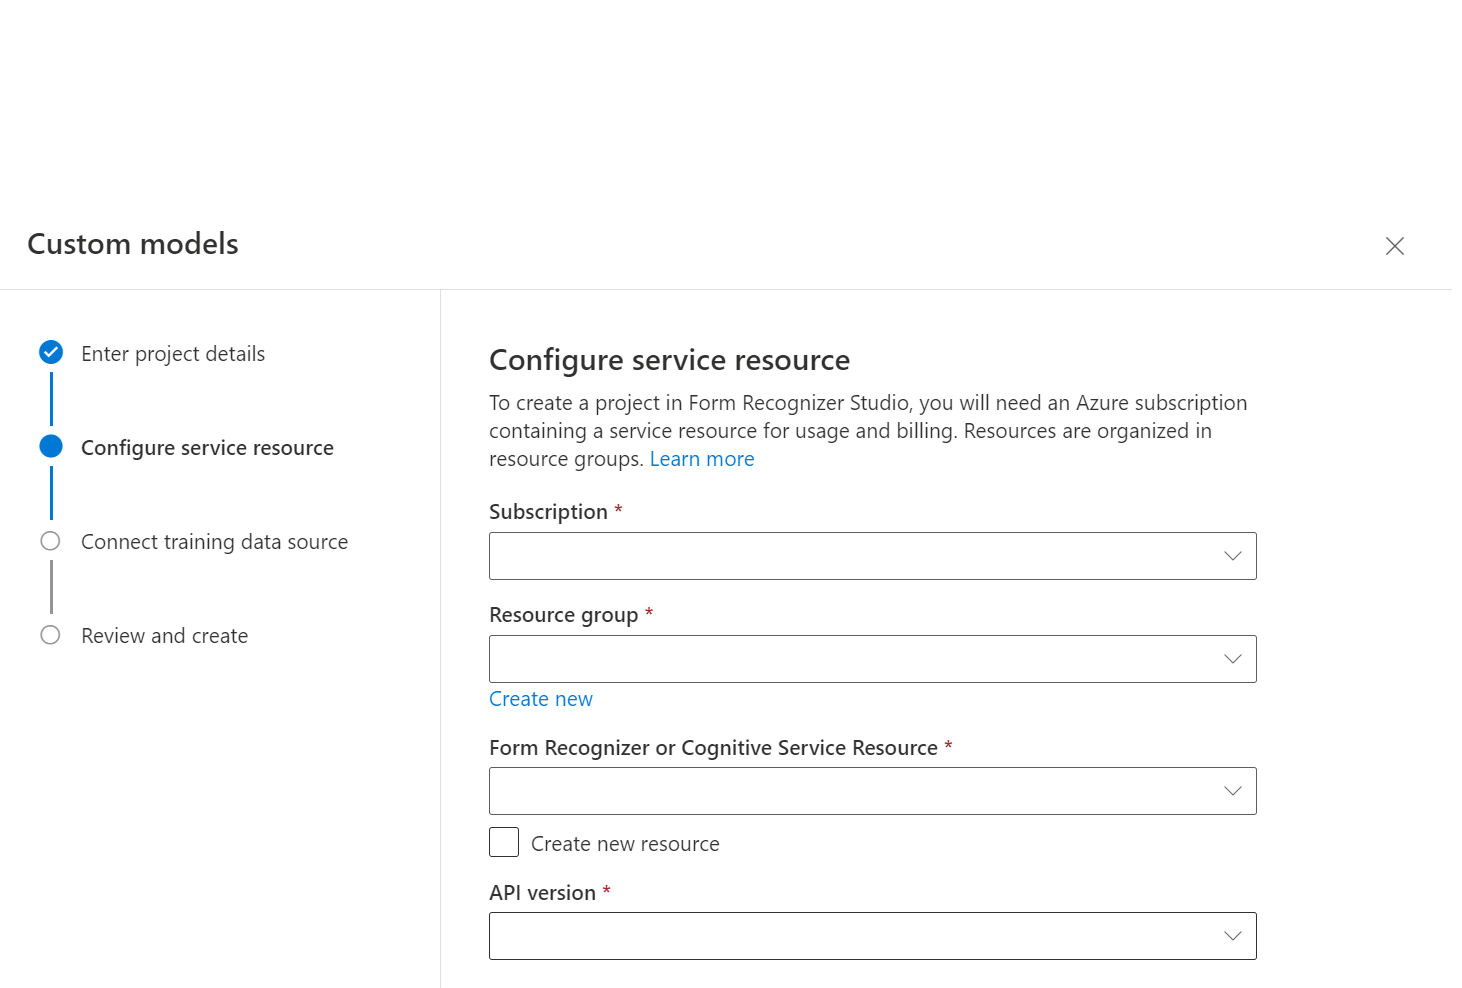 Custom models
Enter project details
Configure service resource
Connect training data source
Review and create
Configure service resource
To create a project in Form Recognizer Studio, you will need an Azure subscription
containing a service resource for usage and billing. Resources are organized in
resource groups. Learn more
Subscription *
Resource group *
Create new
Form Recognizer or Cognitive Service Resource *
Create new resource
API version *